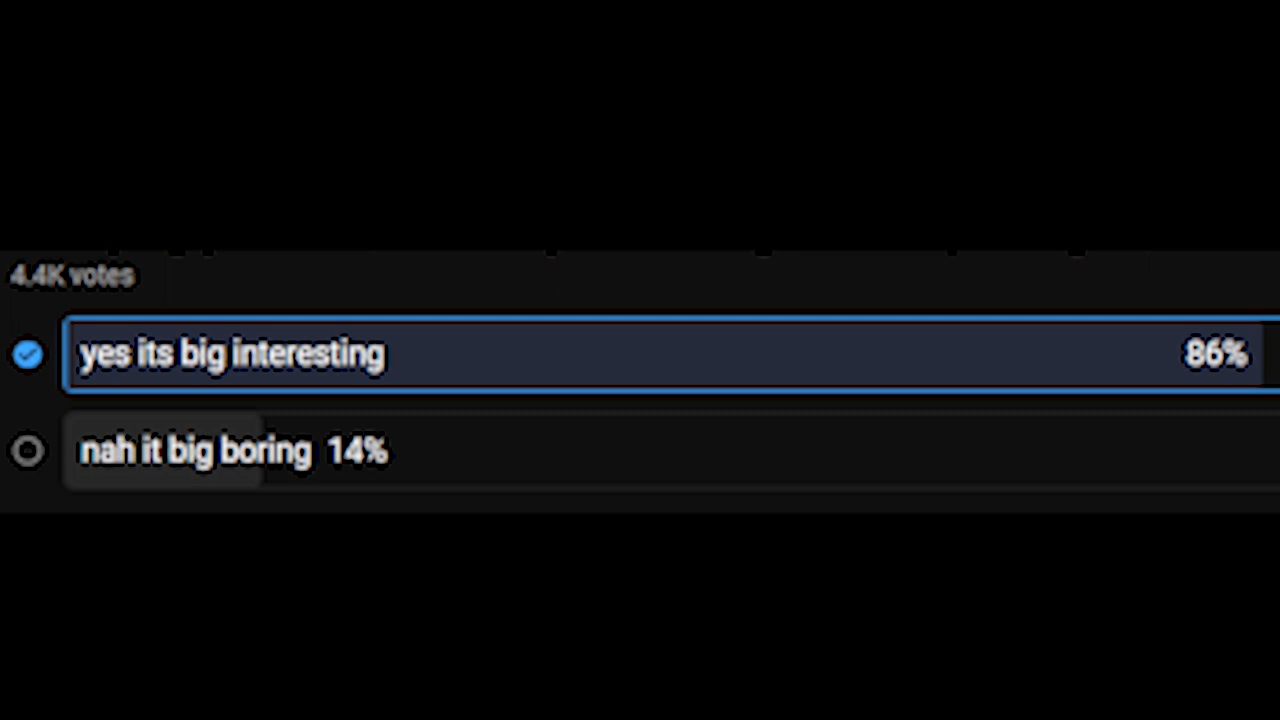 4.4K votes
yes its big interesting 86%
nah it big boring 14%